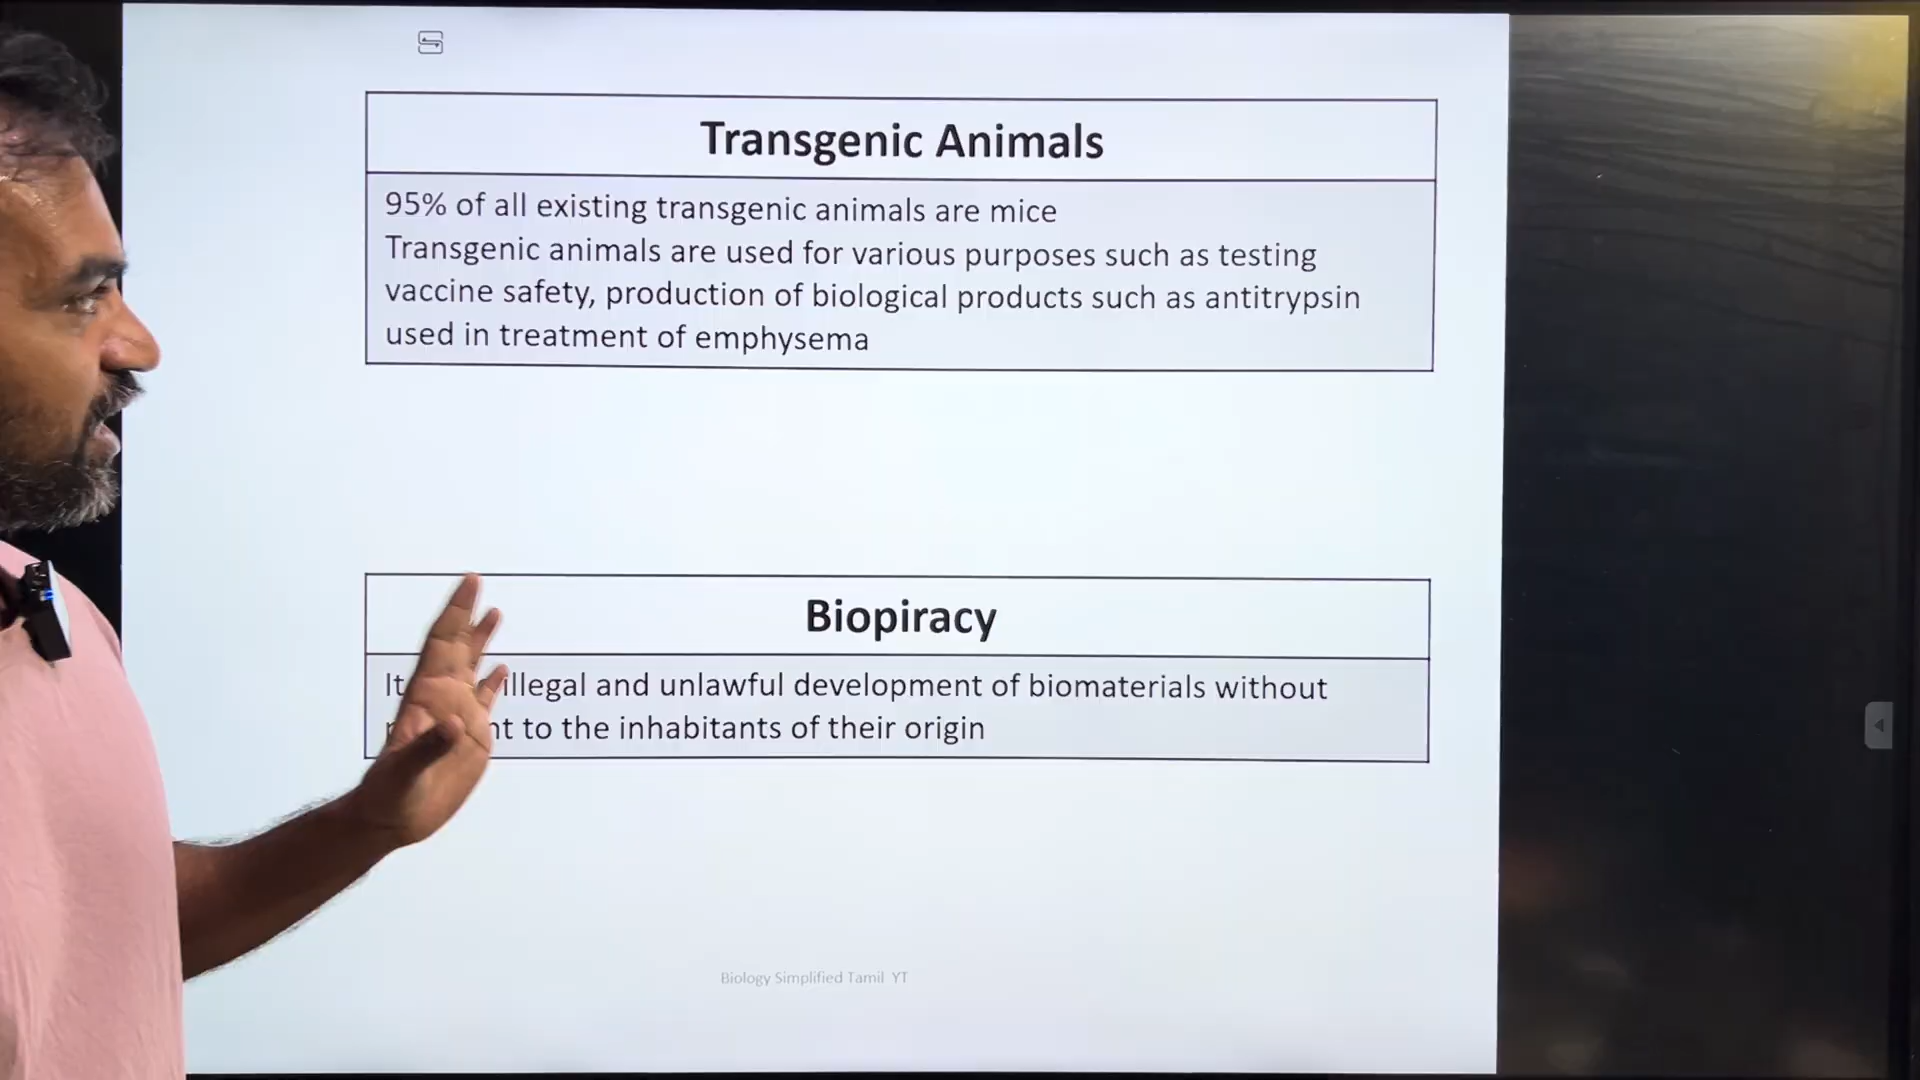 Transgenic Animals
95% of all existing transgenic animals are mice
Transgenic animals are used for various purposes such as testing
vaccine safety, production of biological products such as antitrypsin
used in treatment of emphysema
Biopiracy
It illegal and unlawful development of biomaterials without
to the inhabitants of their origin
Biology Simplified Tamil YT